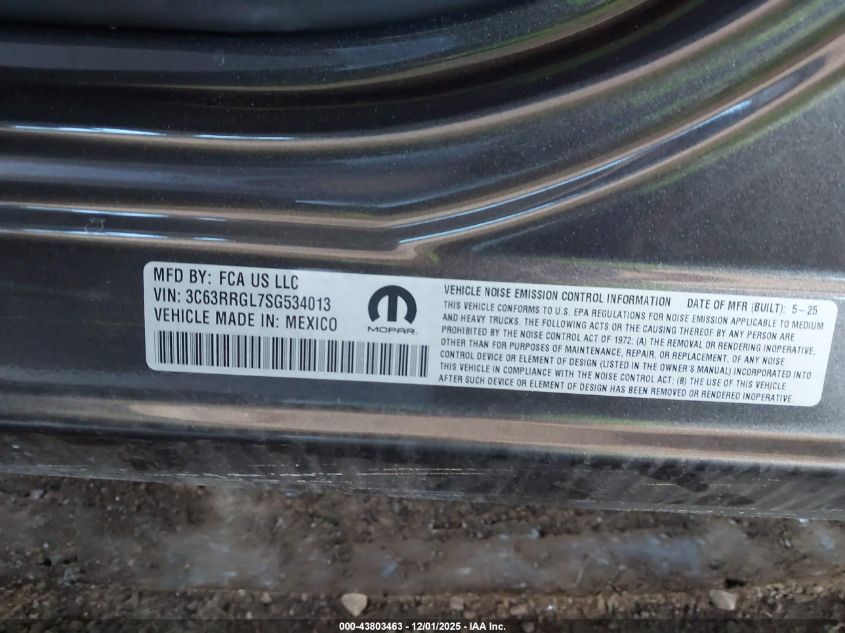 MFD BY: FCA US LLC
VIN: 3C63RRGL7SG534013
VEHICLE MADE IN: MEXICO
MOPAR
VEHICLE NOISE EMISSION CONTROL INFORMATION DATE OF MFR (BUILT): 5-25
THIS VEHICLE CONFORMS TO U.S. EPA REGULATIONS FOR NOISE EMISSION APPLICABLE TO MEDIUM
AND HEAVY TRUCKS. THE FOLLOWING ACTS OR THE CAUSING THEREOF BY ANY PERSON ARE
PROHIBITED BY THE NOISE CONTROL ACT OF 1972: (A) THE REMOVAL OR RENDERING INOPERATIVE,
OTHER THAN FOR PURPOSES OF MAINTENANCE, REPAIR, OR REPLACEMENT, OF ANY NOISE
CONTROL DEVICE OR ELEMENT OF DESIGN (LISTED IN THE OWNER'S MANUAL) INCORPORATED INTO
THIS VEHICLE IN COMPLIANCE WITH THE NOISE CONTROL ACT: (B) THE USE OF THIS VEHICLE
AFTER SUCH DEVICE OR ELEMENT OF DESIGN HAS BEEN REMOVED OR RENDERED INOPERATIVE.
000-43803463 - 12/01/2025 - IAA Inc.